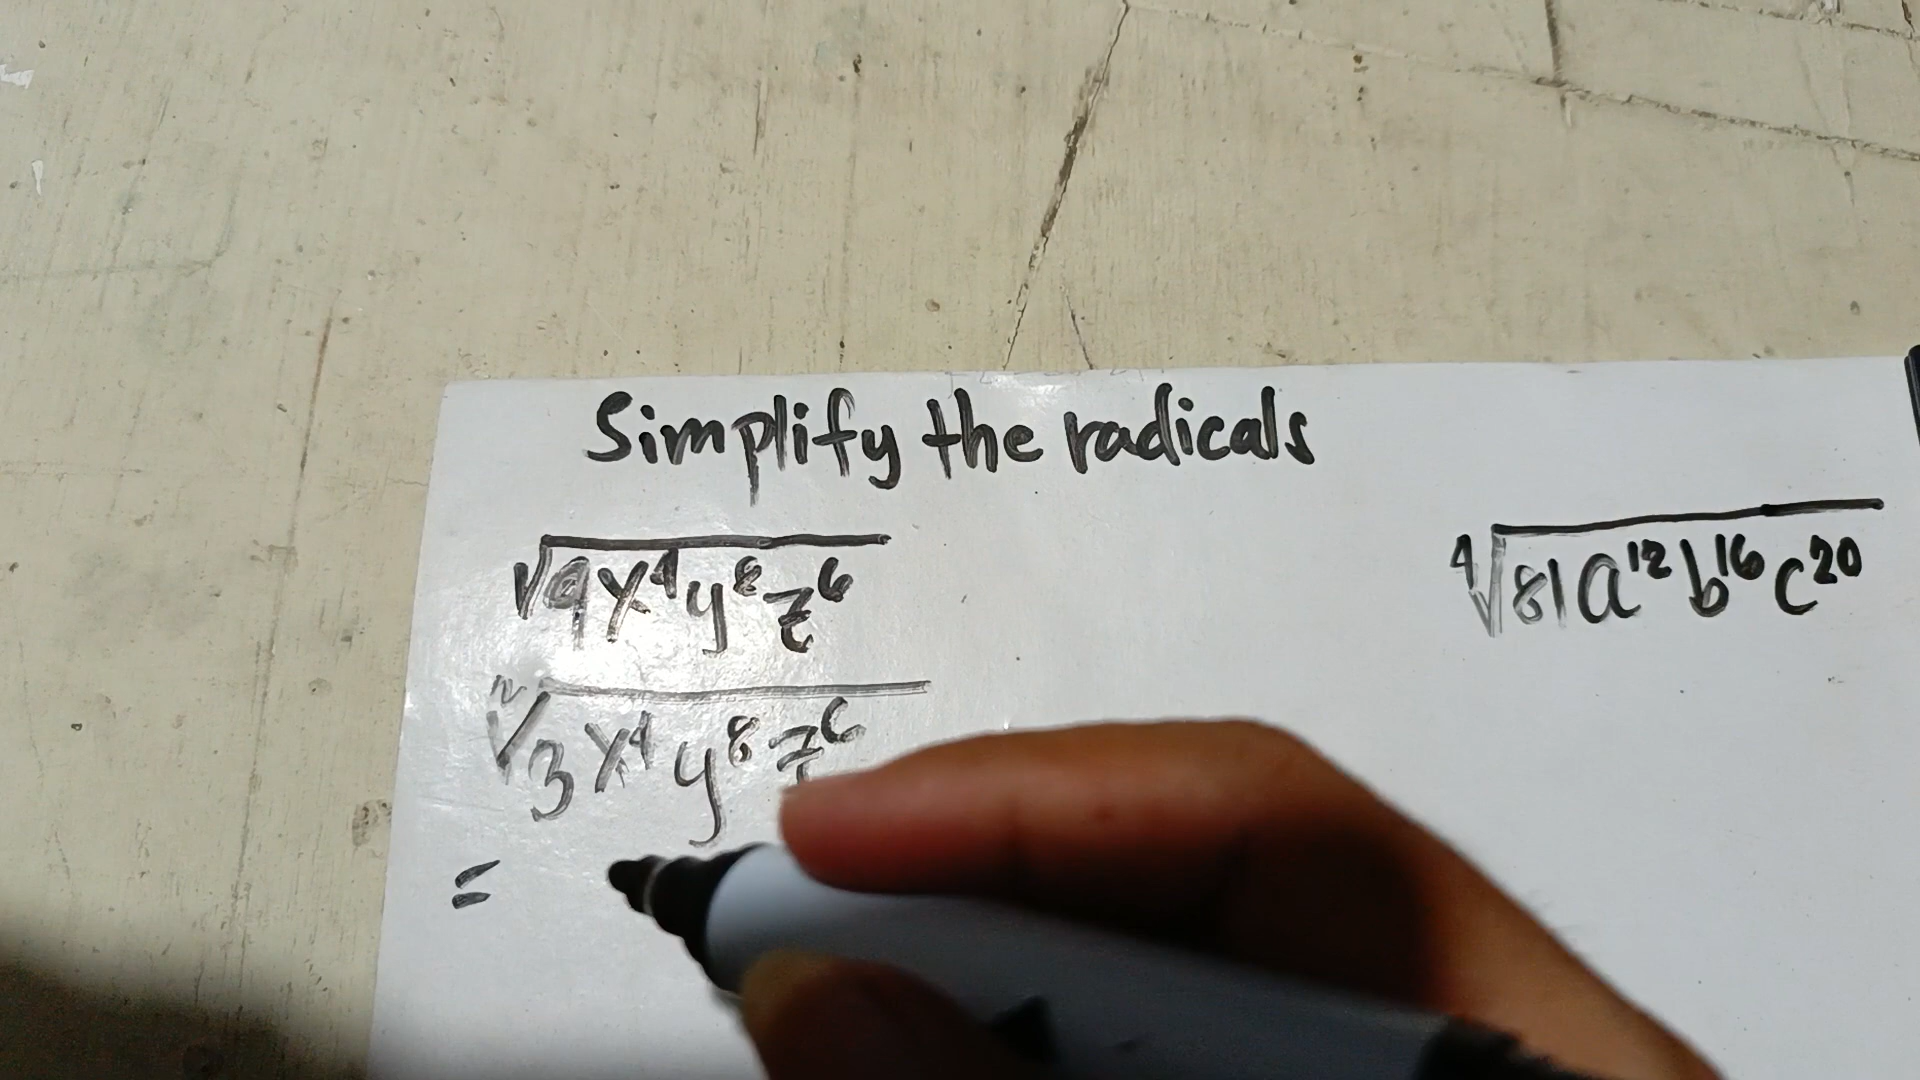 Simplify the radicals
√9x⁴y⁸z⁶
⁴√81a¹²b¹⁶c²⁰
²√3x⁴y⁸z⁶
=